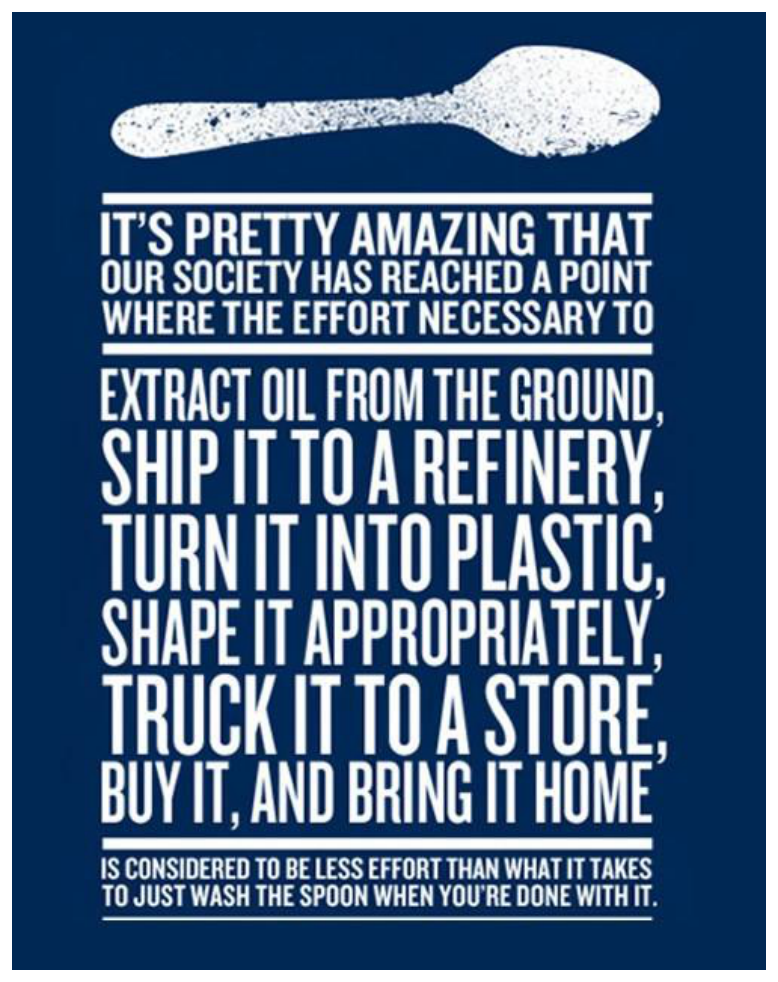 IT'S PRETTY AMAZING THAT
OUR SOCIETY HAS REACHED A POINT
WHERE THE EFFORT NECESSARY TO
EXTRACT OIL FROM THE GROUND,
SHIP IT TO A REFINERY,
TURN IT INTO PLASTIC,
SHAPE IT APPROPRIATELY,
TRUCK IT TO A STORE,
BUY IT, AND BRING IT HOME
IS CONSIDERED TO BE LESS EFFORT THAN WHAT IT TAKES
TO JUST WASH THE SPOON WHEN YOU'RE DONE WITH IT.